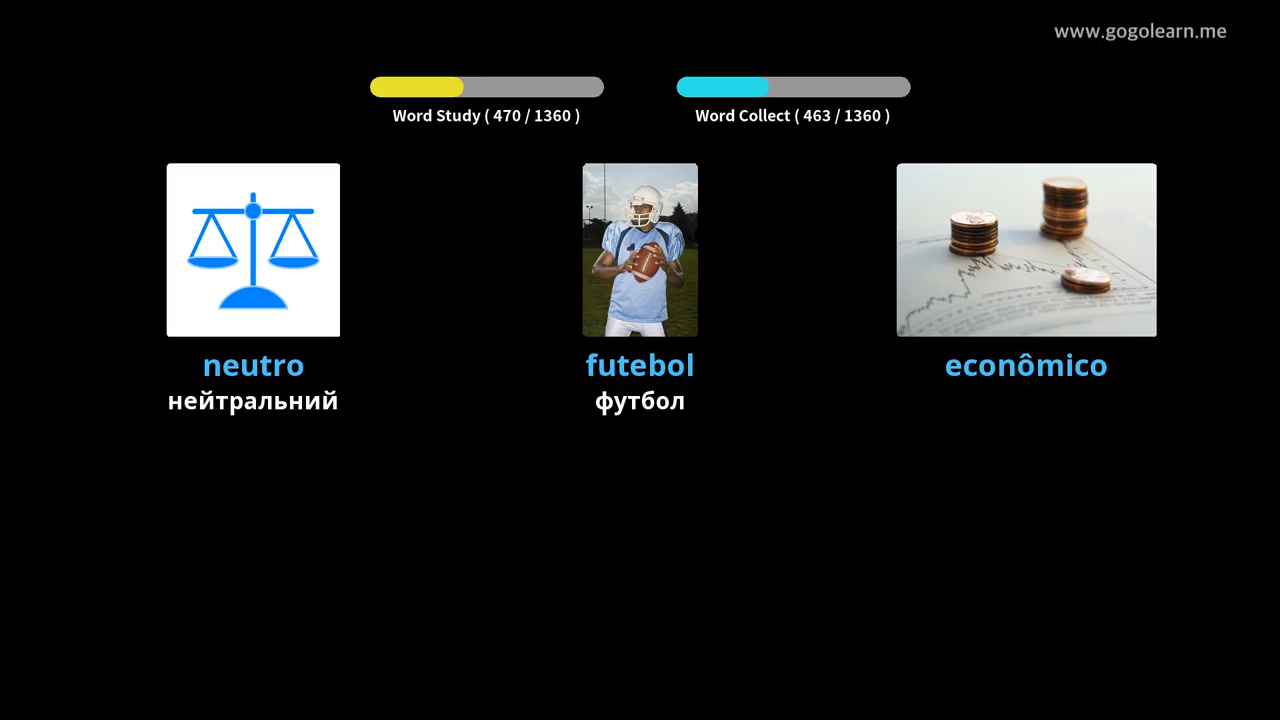 www.gogolearn.me
Word Study ( 470 / 1360 )
Word Collect ( 463 / 1360 )
neutro
нейтральний
futebol
футбол
econômico